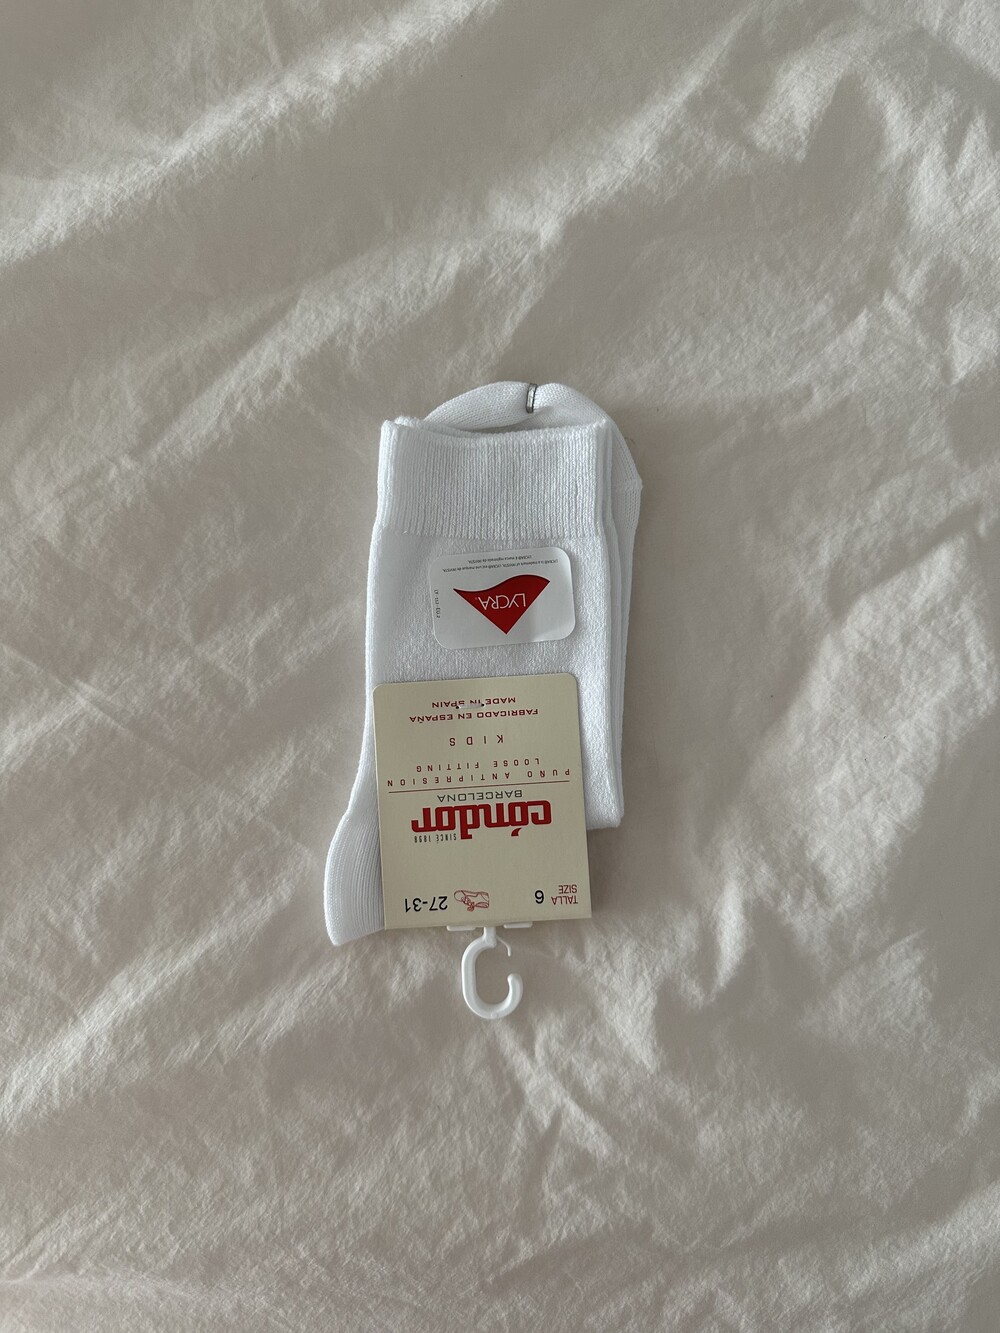 TALLA 6 27-31
SIZE
SINCE 1898
cóndor
BARCELONA
PUÑO ANTIPRESION
LOOSE FITTING
KIDS
FABRICADO EN ESPAÑA
MADE IN SPAIN
LYCRA